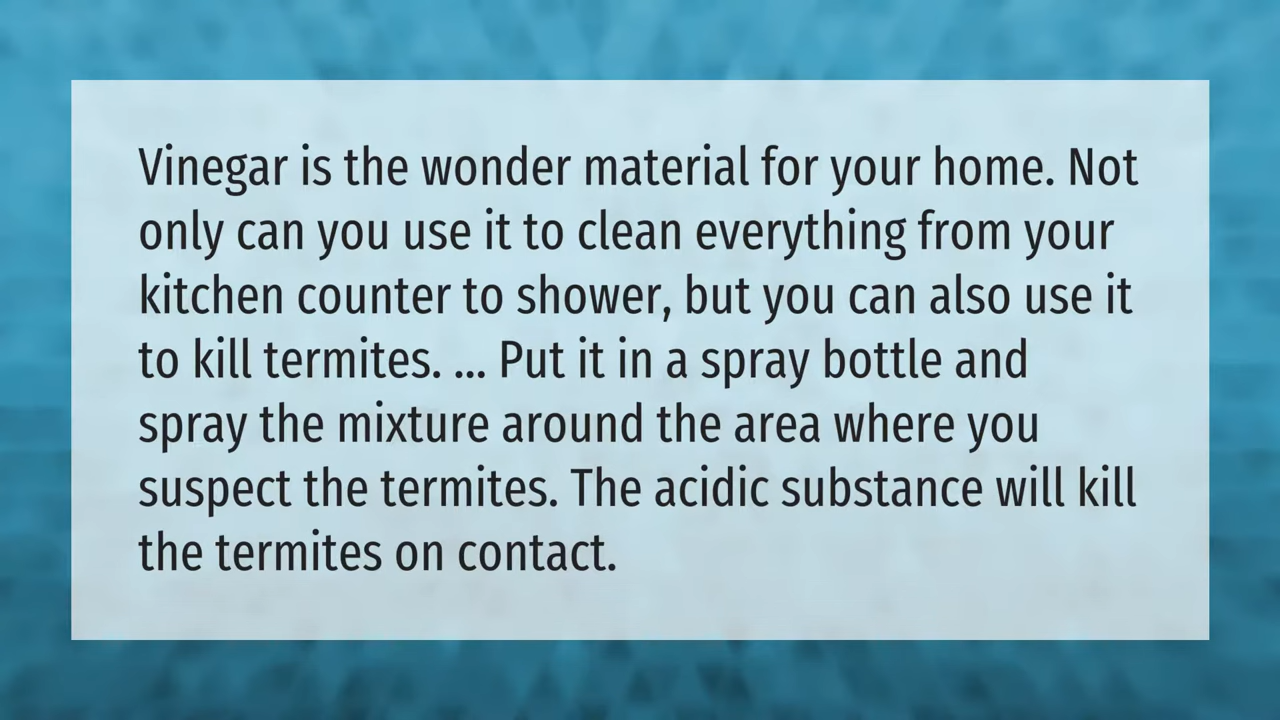 Vinegar is the wonder material for your home. Not
only can you use it to clean everything from your
kitchen counter to shower, but you can also use it
to kill termites. ... Put it in a spray bottle and
spray the mixture around the area where you
suspect the termites. The acidic substance will kill
the termites on contact.